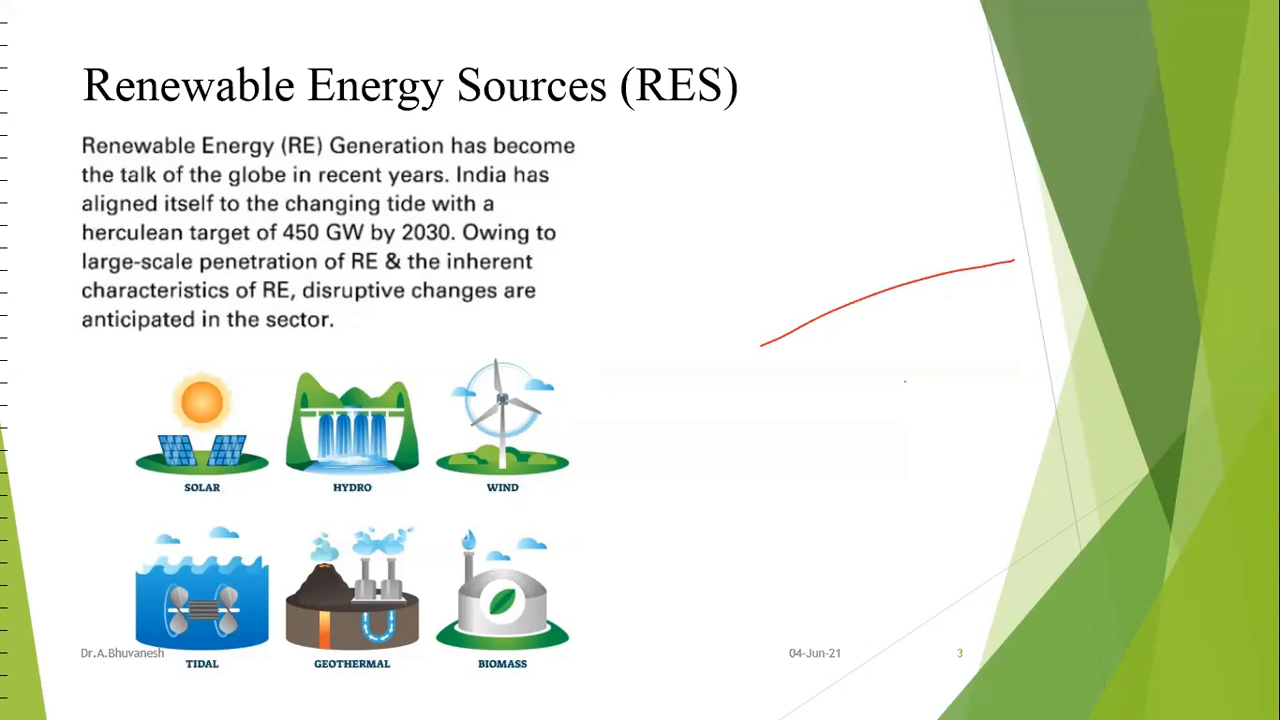 Renewable Energy Sources (RES)
Renewable Energy (RE) Generation has become
the talk of the globe in recent years. India has
aligned itself to the changing tide with a
herculean target of 450 GW by 2030. Owing to
large-scale penetration of RE & the inherent
characteristics of RE, disruptive changes are
anticipated in the sector.
SOLAR
HYDRO
WIND
TIDAL
GEOTHERMAL
BIOMASS
Dr.A.Bhuvanesh
04-Jun-21
3